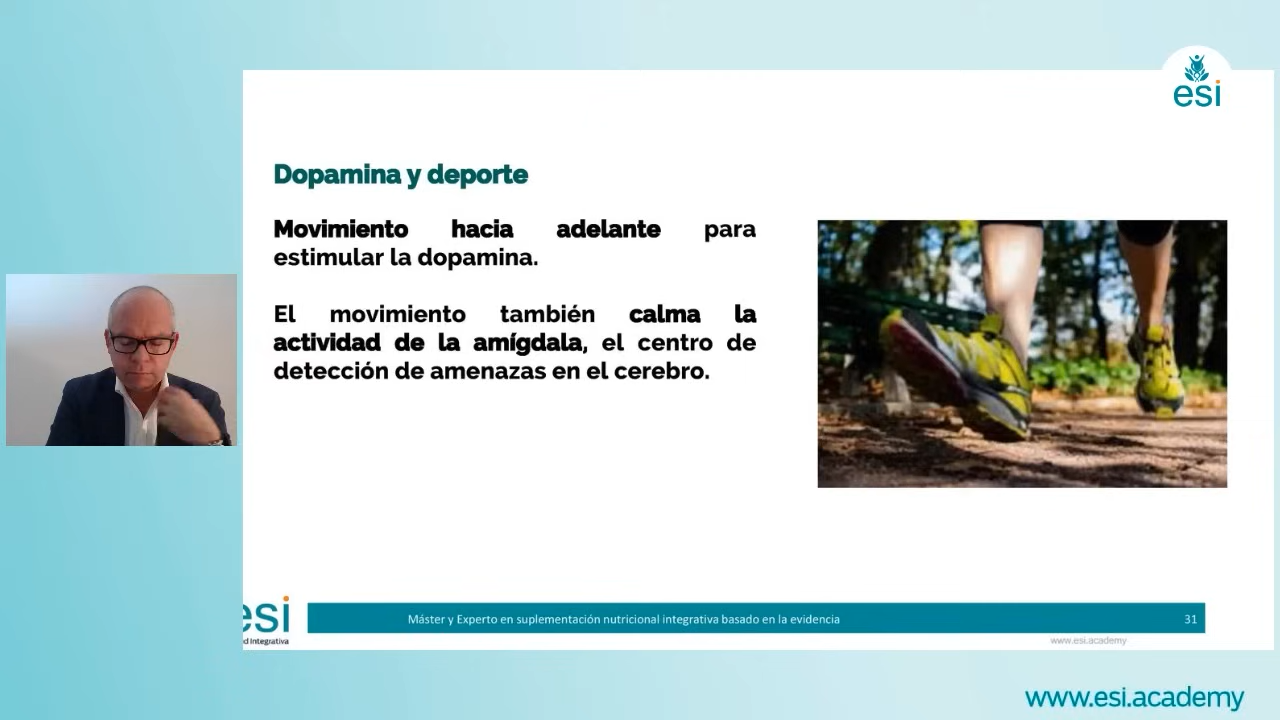 esi
Dopamina y deporte
Movimiento hacia adelante para
estimular la dopamina.
El movimiento también calma la
actividad de la amígdala, el centro de
detección de amenazas en el cerebro.
esi
d Integrativa
Máster y Experto en suplementación nutricional integrativa basado en la evidencia
31
www.esi.academy
www.esi.academy